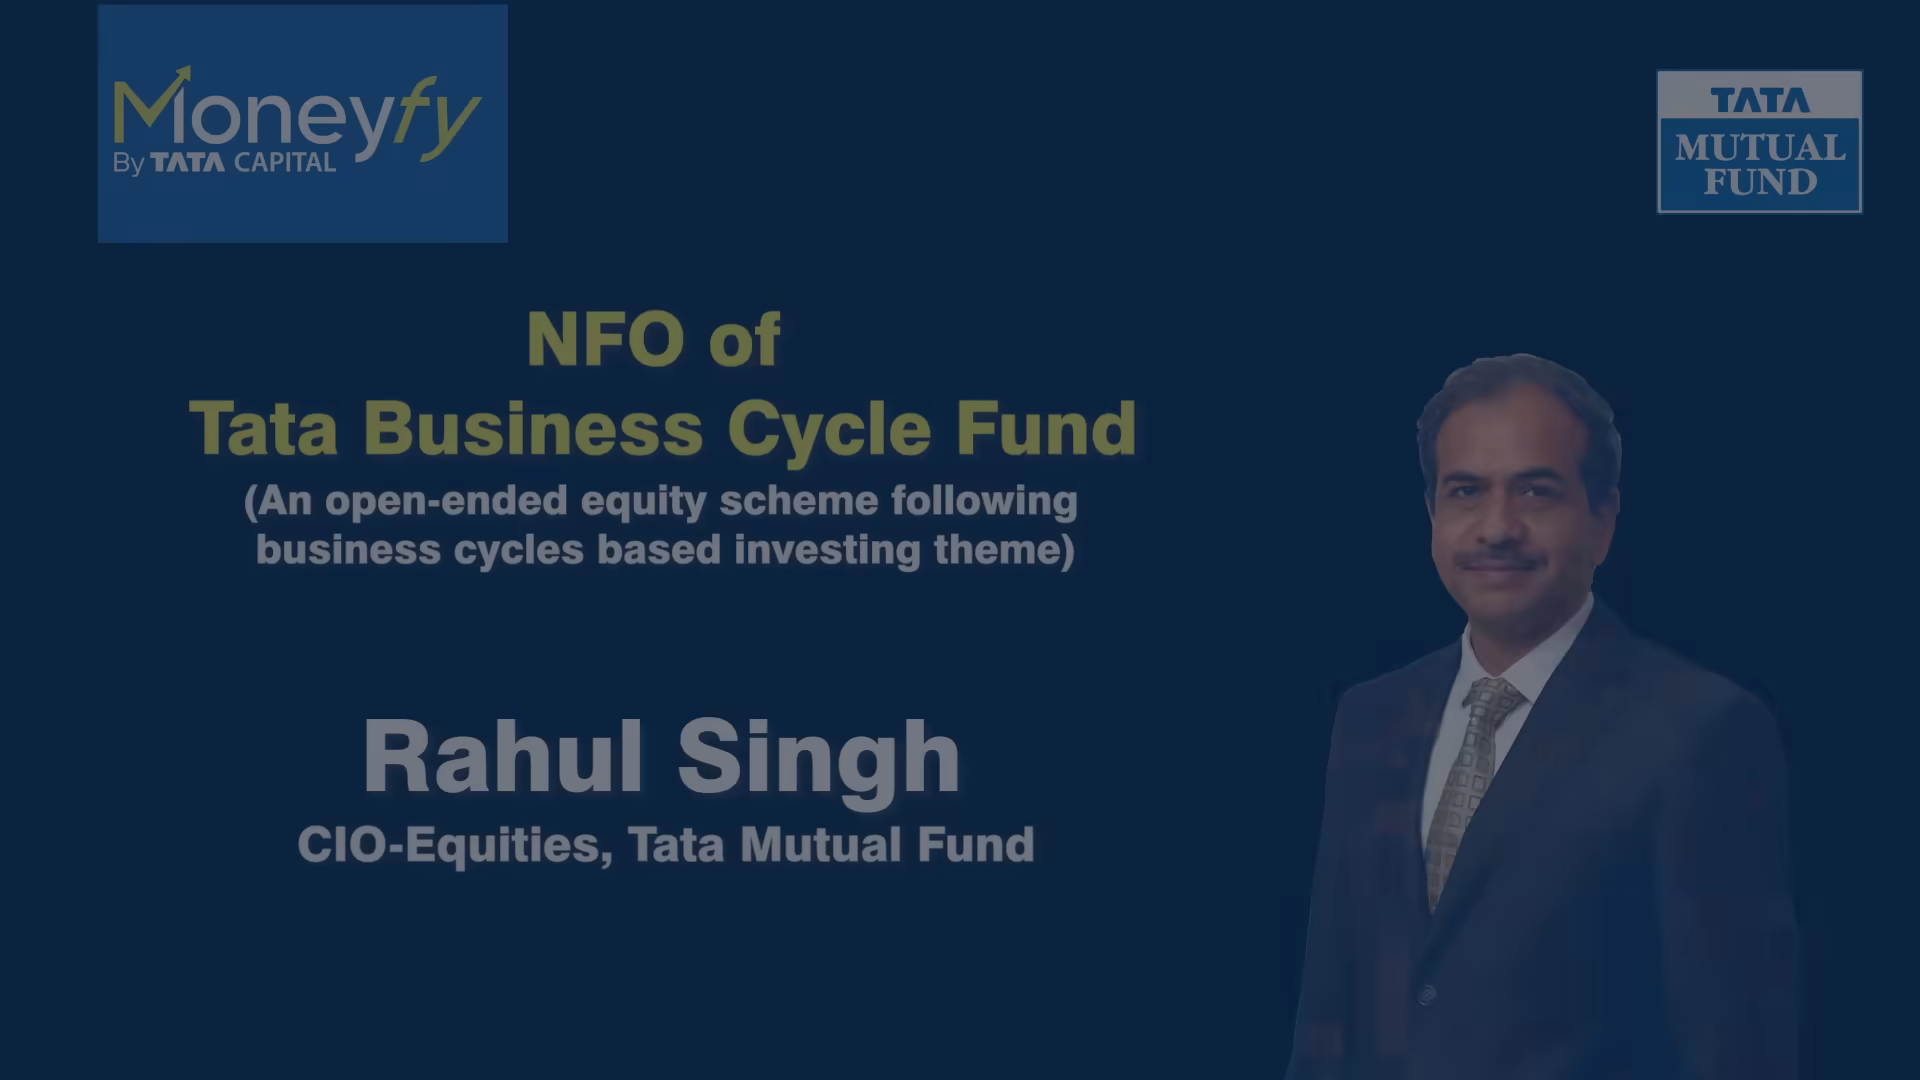 Moneyfy
By TATA CAPITAL
TATA
MUTUAL
FUND
NFO of
Tata Business Cycle Fund
(An open-ended equity scheme following
business cycles based investing theme)
Rahul Singh
CIO-Equities, Tata Mutual Fund